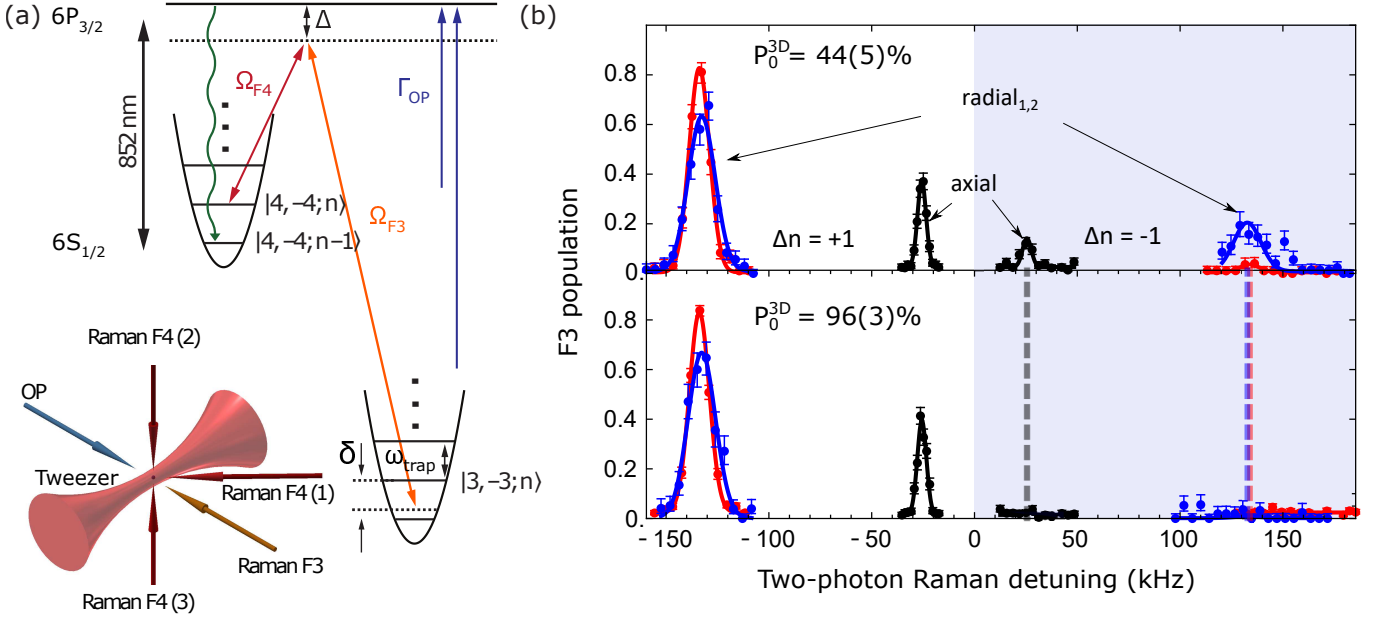 (a)
6P3/2
Δ
ΩF4
ΓOP
852 nm
|4,−4;n⟩
|4,−4;n−1⟩
ΩF3
6S1/2
Raman F4 (2)
OP
Tweezer
Raman F4 (1)
Raman F3
Raman F4 (3)
δ
ωtrap
|3,−3;n⟩
(b)
P0^3D = 44(5)%
radial1,2
axial
Δn = +1
Δn = -1
0.8
0.6
0.4
0.2
0
P0^3D = 96(3)%
0.8
0.6
0.4
0.2
0.
F3 population
- 150
- 100
- 50
0
50
100
150
Two-photon Raman detuning (kHz)